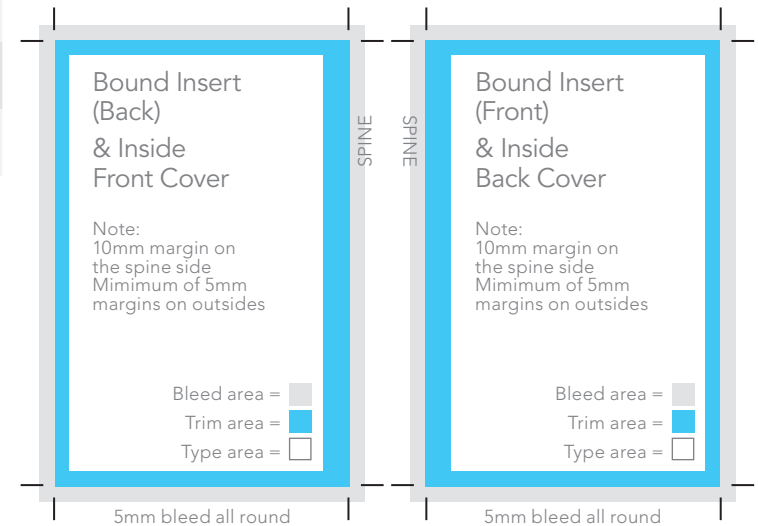 Bound Insert
(Back)
& Inside
Front Cover
Note:
10mm margin on
the spine side
Mimimum of 5mm
margins on outsides
Bleed area =
Trim area =
Type area =
SPINE
5mm bleed all round
SPINE
Bound Insert
(Front)
& Inside
Back Cover
Note:
10mm margin on
the spine side
Mimimum of 5mm
margins on outsides
Bleed area =
Trim area =
Type area =
5mm bleed all round